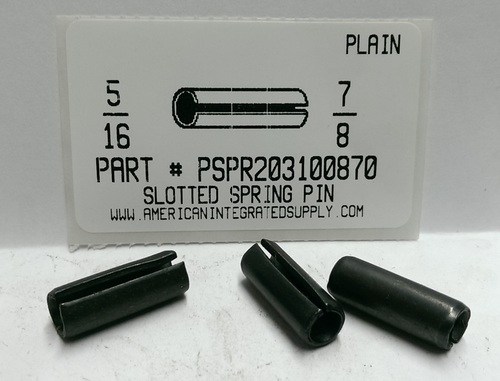 PLAIN
5/16 7/8
PART # PSPR203100870
SLOTTED SPRING PIN
WWW.AMERICANINTEGRATEDSUPPLY.COM